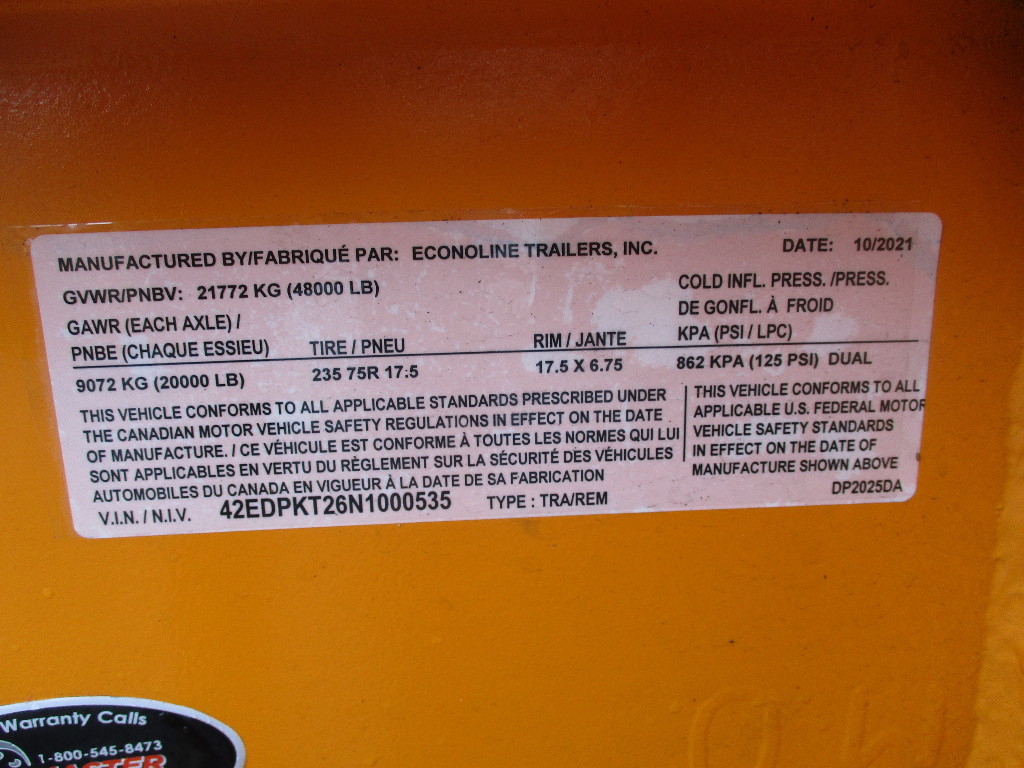 MANUFACTURED BY/FABRIQUÉ PAR: ECONOLINE TRAILERS, INC. DATE: 10/2021
GVWR/PNBV: 21772 KG (48000 LB)
COLD INFL. PRESS. /PRESS.
DE GONFL. À FROID
KPA (PSI / LPC)
GAWR (EACH AXLE) /
PNBE (CHAQUE ESSIEU) TIRE / PNEU RIM / JANTE
9072 KG (20000 LB) 235 75R 17.5 17.5 X 6.75 862 KPA (125 PSI) DUAL
THIS VEHICLE CONFORMS TO ALL APPLICABLE STANDARDS PRESCRIBED UNDER
THE CANADIAN MOTOR VEHICLE SAFETY REGULATIONS IN EFFECT ON THE DATE
OF MANUFACTURE. / CE VÉHICULE EST CONFORME À TOUTES LES NORMES QUI LUI
SONT APPLICABLES EN VERTU DU RÈGLEMENT SUR LA SÉCURITÉ DES VÉHICULES
AUTOMOBILES DU CANADA EN VIGUEUR À LA DATE DE SA FABRICATION
THIS VEHICLE CONFORMS TO ALL
APPLICABLE U.S. FEDERAL MOTOR
VEHICLE SAFETY STANDARDS
IN EFFECT ON THE DATE OF
MANUFACTURE SHOWN ABOVE
V.I.N. / N.I.V. 42EDPKT26N1000535 TYPE : TRA/REM DP2025DA
Warranty Calls
1-800-545-8473